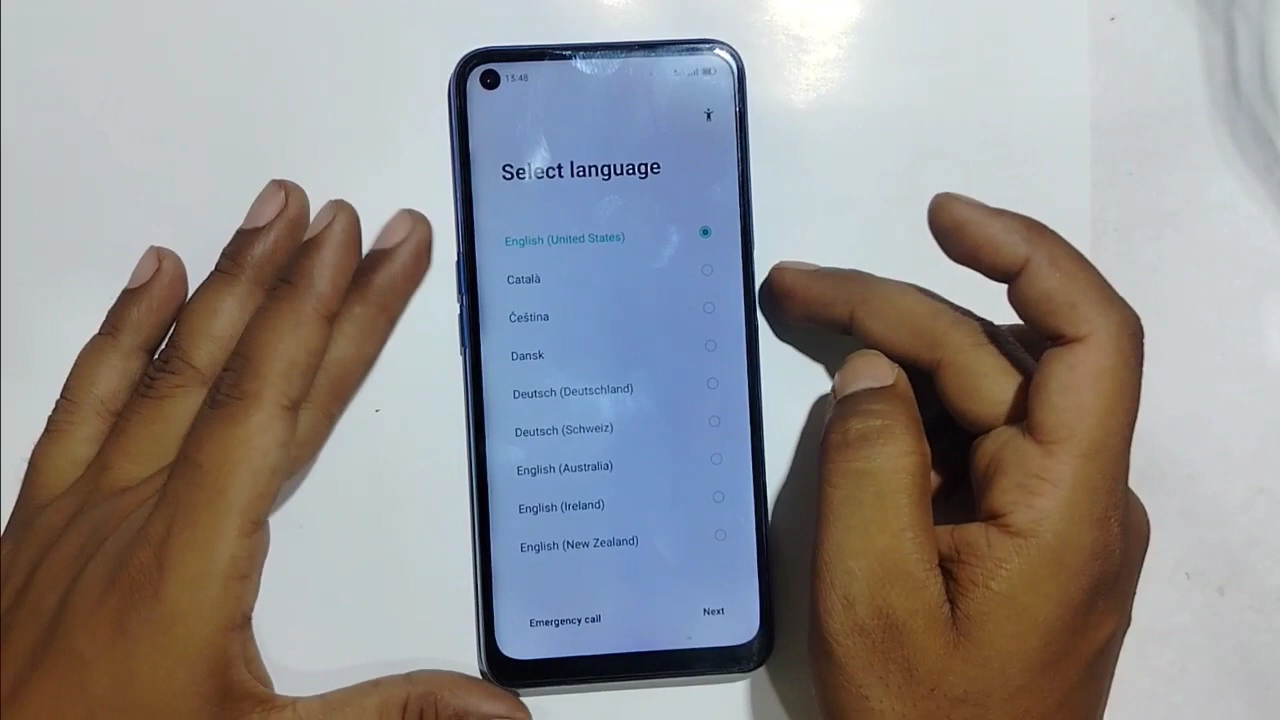 15:48
Select language
English (United States)
Català
Čeština
Dansk
Deutsch (Deutschland)
Deutsch (Schweiz)
English (Australia)
English (Ireland)
English (New Zealand)
Emergency call
Next